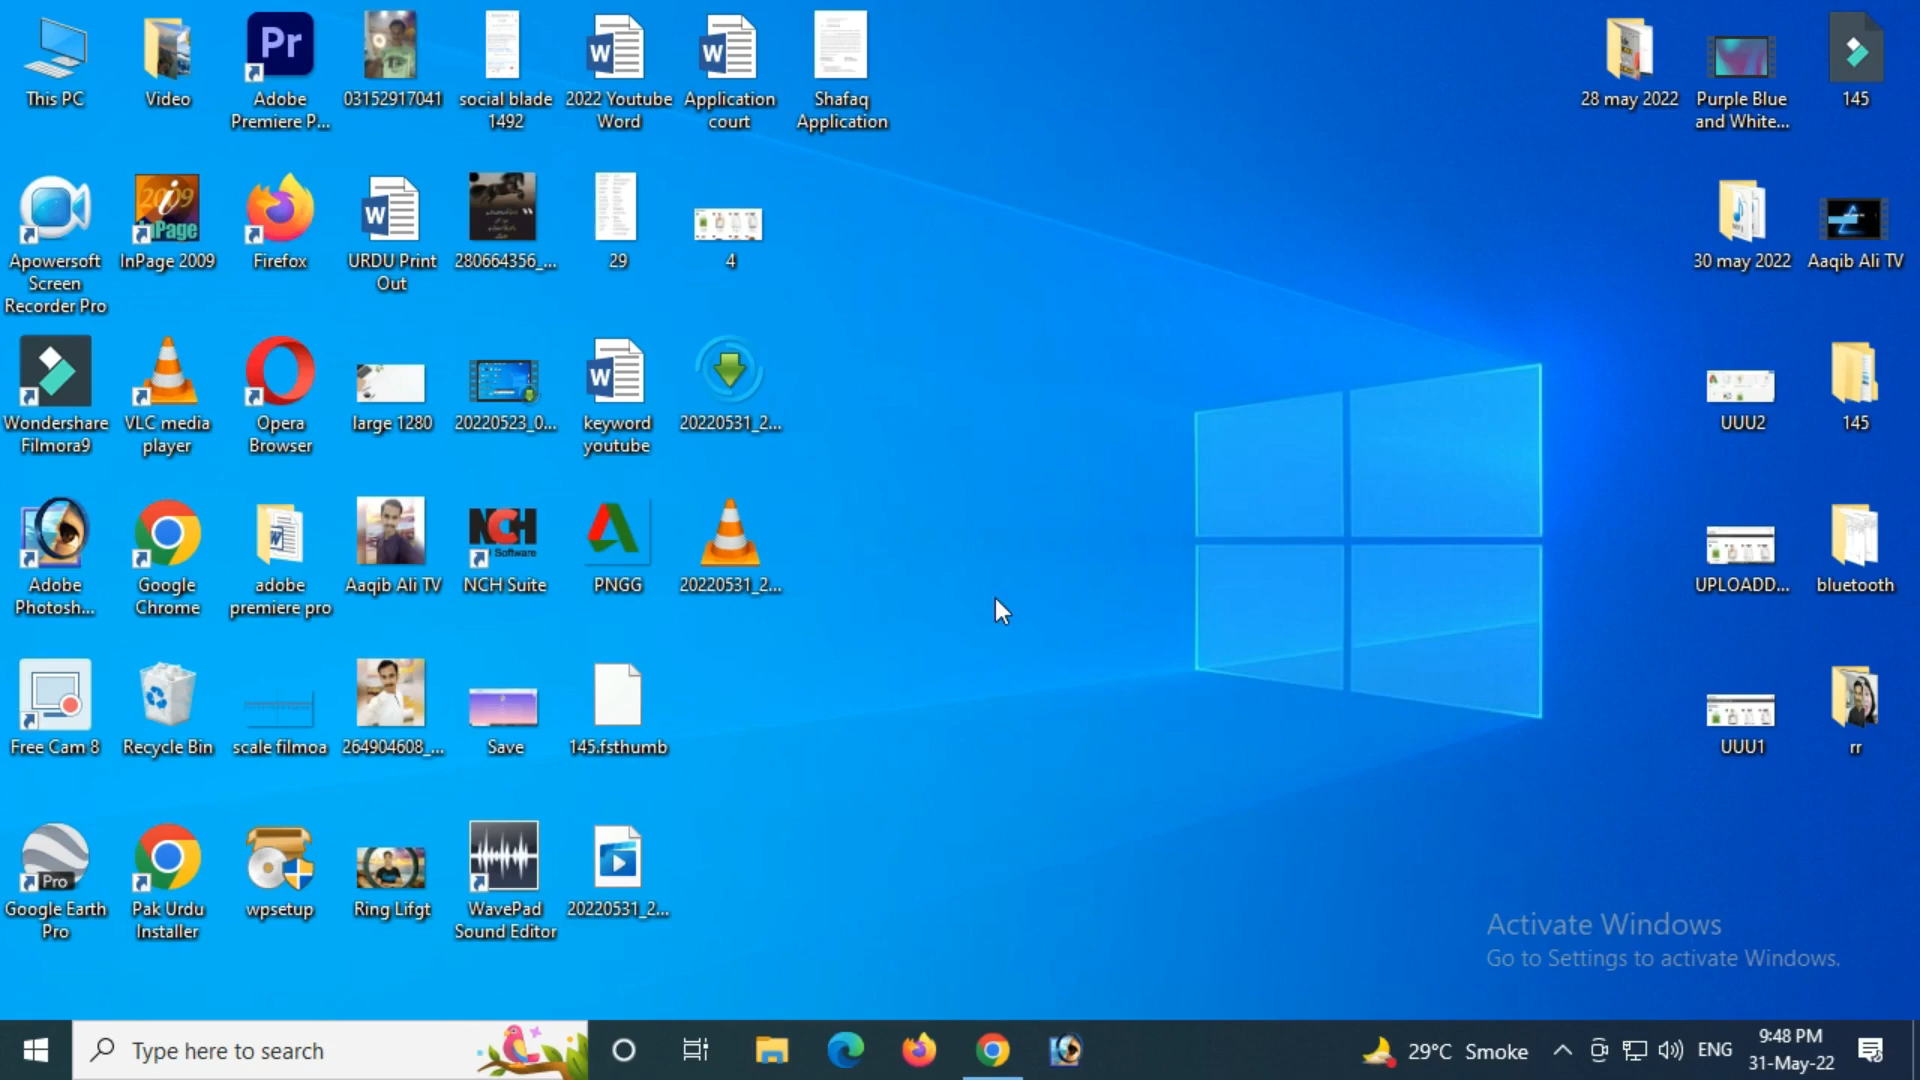 This PC
Video
Adobe
Premiere P...
03152917041
social blade
1492
2022 Youtube
Word
Application
court
Shafaq
Application
28 may 2022
Purple Blue
and White...
145
Apowersoft
Screen
Recorder Pro
InPage 2009
Firefox
URDU Print
Out
280664356_...
29
4
30 may 2022
Aaqib Ali TV
Wondershare
Filmora9
VLC media
player
Opera
Browser
large 1280
20220523_0...
keyword
youtube
20220531_2...
UUU2
145
Adobe
Photosh...
Google
Chrome
adobe
premiere pro
Aaqib Ali TV
NCH
Software
NCH Suite
PNGG
20220531_2...
UPLOADD...
bluetooth
Free Cam 8
Recycle Bin
scale filmoa
264904608_...
Save
145.fsthumb
UUU1
rr
Pro
Google Earth
Pro
Pak Urdu
Installer
wpsetup
Ring Lifgt
WavePad
Sound Editor
20220531_2...
Activate Windows
Go to Settings to activate Windows.
Type here to search
29°C Smoke
ENG
9:48 PM
31-May-22